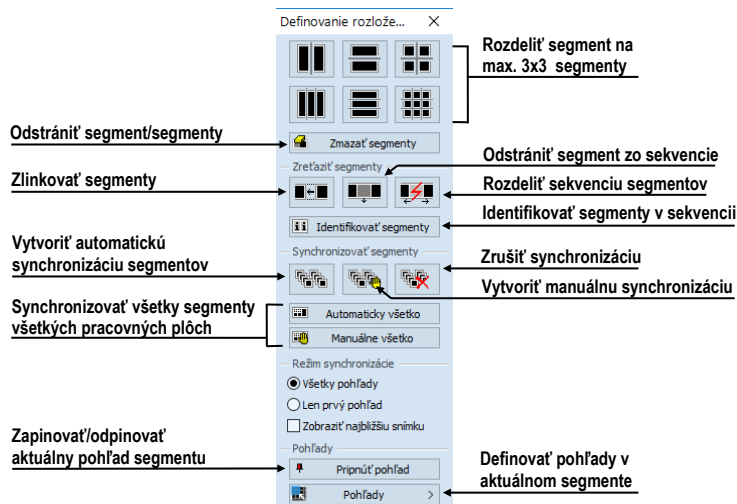 Definovanie rozlože...
Rozdeliť segment na
max. 3x3 segmenty
Odstrániť segment/segmenty
Zmazať segmenty
Zreťaziť segmenty
Odstrániť segment zo sekvencie
Zlinkovať segmenty
Rozdeliť sekvenciu segmentov
Identifikovať segmenty
Identifikovať segmenty v sekvencii
Vytvoriť automatickú
synchronizáciu segmentov
Synchronizovať segmenty
Zrušiť synchronizáciu
Vytvoriť manuálnu synchronizáciu
Synchronizovať všetky segmenty
všetkých pracovných plôch
Automaticky všetko
Manuálne všetko
Režim synchronizácie
Všetky pohľady
Len prvý pohľad
Zobraziť najbližšiu snímku
Zapinovať/odpinovať
aktuálny pohľad segmentu
Pohľady
Pripnúť pohľad
Pohľady
Definovať pohľady v
aktuálnom segmente